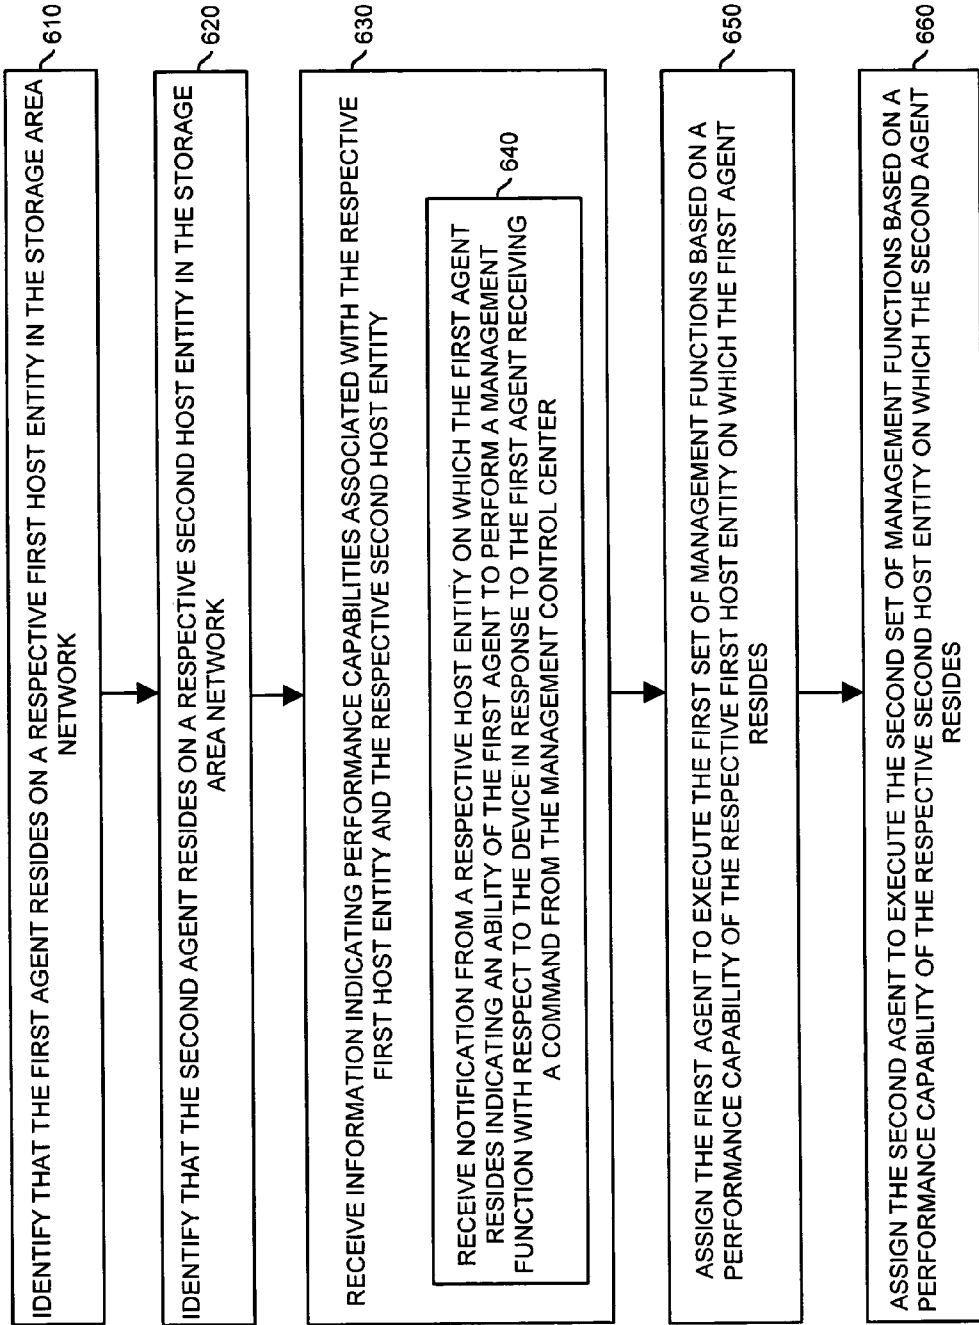 IDENTIFY THAT THE FIRST AGENT RESIDES ON A RESPECTIVE FIRST HOST ENTITY IN THE STORAGE AREA
NETWORK
610
IDENTIFY THAT THE SECOND AGENT RESIDES ON A RESPECTIVE SECOND HOST ENTITY IN THE STORAGE
AREA NETWORK
620
RECEIVE INFORMATION INDICATING PERFORMANCE CAPABILITIES ASSOCIATED WITH THE RESPECTIVE
FIRST HOST ENTITY AND THE RESPECTIVE SECOND HOST ENTITY
630
RECEIVE NOTIFICATION FROM A RESPECTIVE HOST ENTITY ON WHICH THE FIRST AGENT
RESIDES INDICATING AN ABILITY OF THE FIRST AGENT TO PERFORM A MANAGEMENT
FUNCTION WITH RESPECT TO THE DEVICE IN RESPONSE TO THE FIRST AGENT RECEIVING
A COMMAND FROM THE MANAGEMENT CONTROL CENTER
640
ASSIGN THE FIRST AGENT TO EXECUTE THE FIRST SET OF MANAGEMENT FUNCTIONS BASED ON A
PERFORMANCE CAPABILITY OF THE RESPECTIVE FIRST HOST ENTITY ON WHICH THE FIRST AGENT
RESIDES
650
ASSIGN THE SECOND AGENT TO EXECUTE THE SECOND SET OF MANAGEMENT FUNCTIONS BASED ON A
PERFORMANCE CAPABILITY OF THE RESPECTIVE SECOND HOST ENTITY ON WHICH THE SECOND AGENT
RESIDES
660